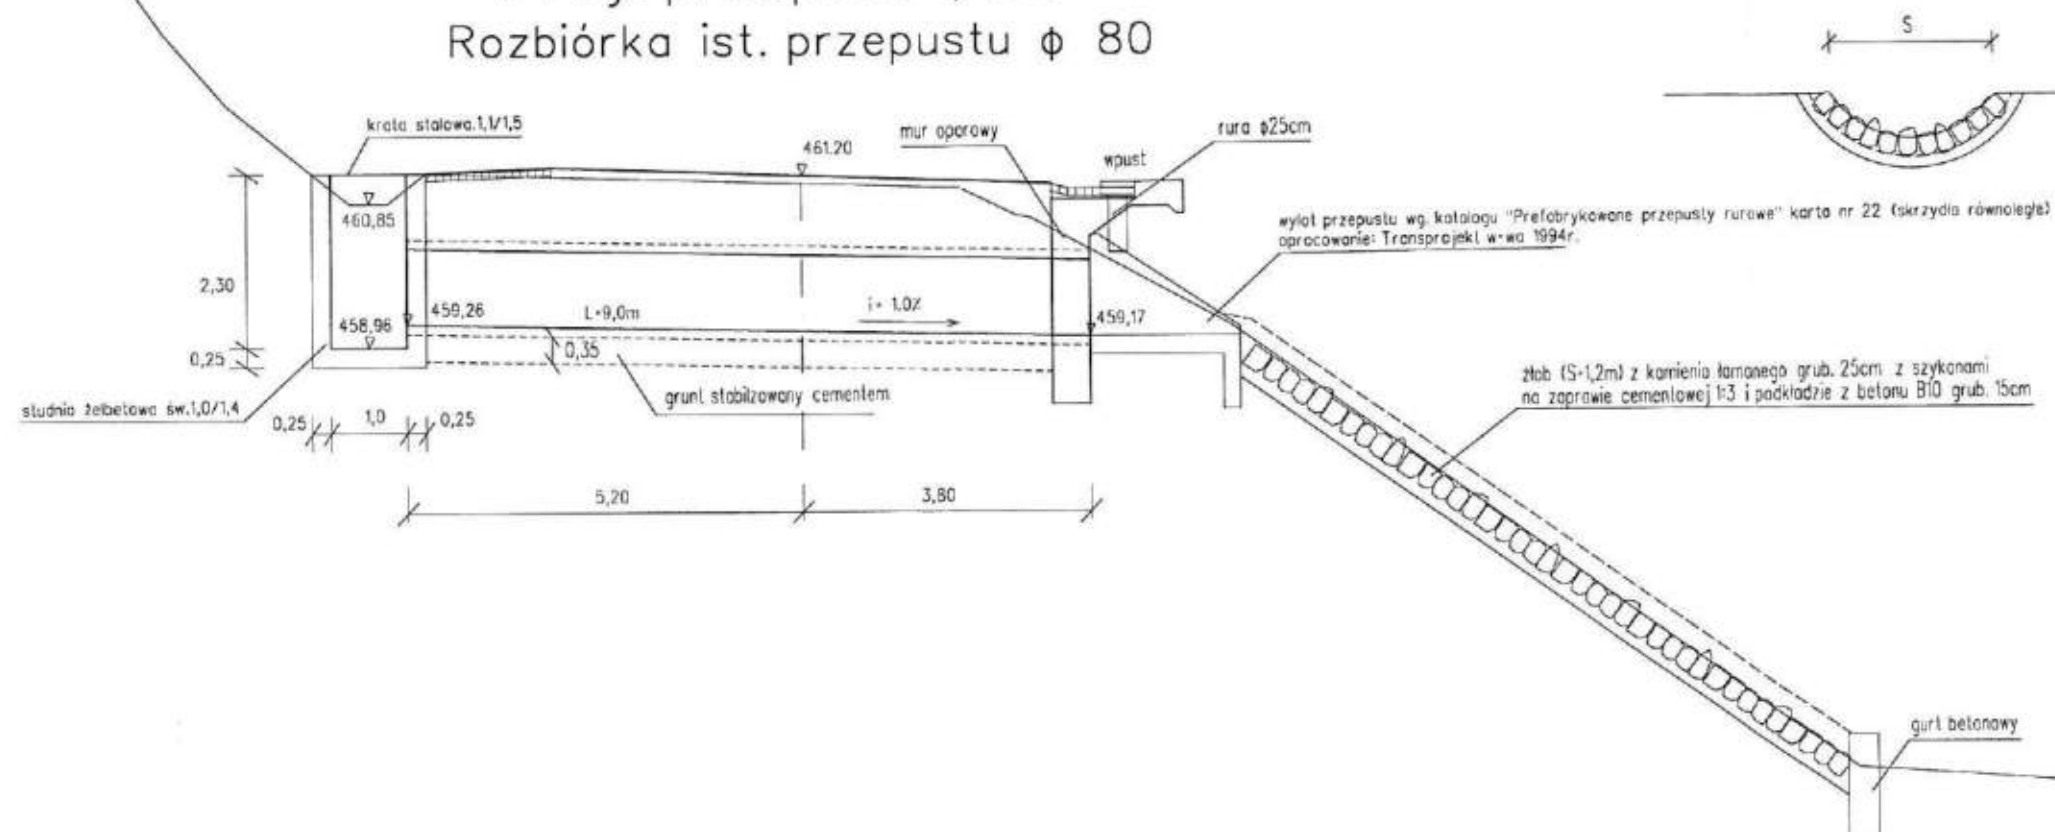 Rozbiórka ist. przepustu φ 80
S
krata stalowa.1,1/1,5
461.20
mur oporowy
rura φ25cm
wpust
460,85
wylot przepustu wg. katalogu "Prefabrykowane przepusty rurowe" karta nr 22 (skrzydła równoległe)
opracowanie: Transprojekt w-wa 1994r.
2,30
459,26
L=9,0m
i= 1.0%
458,96
459,17
0,25
0,35
grunt stabilzowany cementem
żłob (S=1,2m) z kamienia łamanego grub. 25cm z szykanami
na zaprawie cementowej 1:3 i podkładzie z betonu B10 grub. 15cm
studnia żelbetowa św.1,0/1,4
0,25
1,0
0,25
5,20
3,80
gurt betonowy